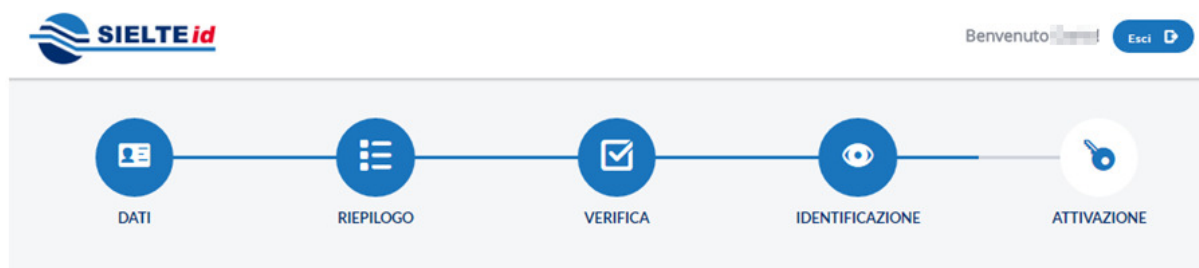 SIELTE id
Benvenuto !
Esci
DATI
RIEPILOGO
VERIFICA
IDENTIFICAZIONE
ATTIVAZIONE